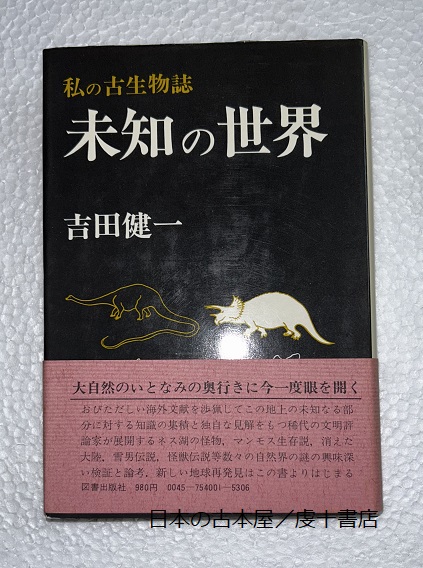 私の古生物誌
未知の世界
吉田健一
大自然のいとなみの奥行きに今一度眼を開く
おびただしい海外文献を渉猟してこの地上の未知なる部
分に対する知識の蓄積と独自な見解をもつ稀代の文明評
論家が展開するネス湖の怪物、マンモス生存説、消えた
大陸、雪男伝説、怪獣伝説等数々の自然界の謎の興味深
い検証と論考、新しい地球再発見はこの書よりはじまる
図書出版社 980円 0045-754001-5306
日本の古本屋／虔十書店